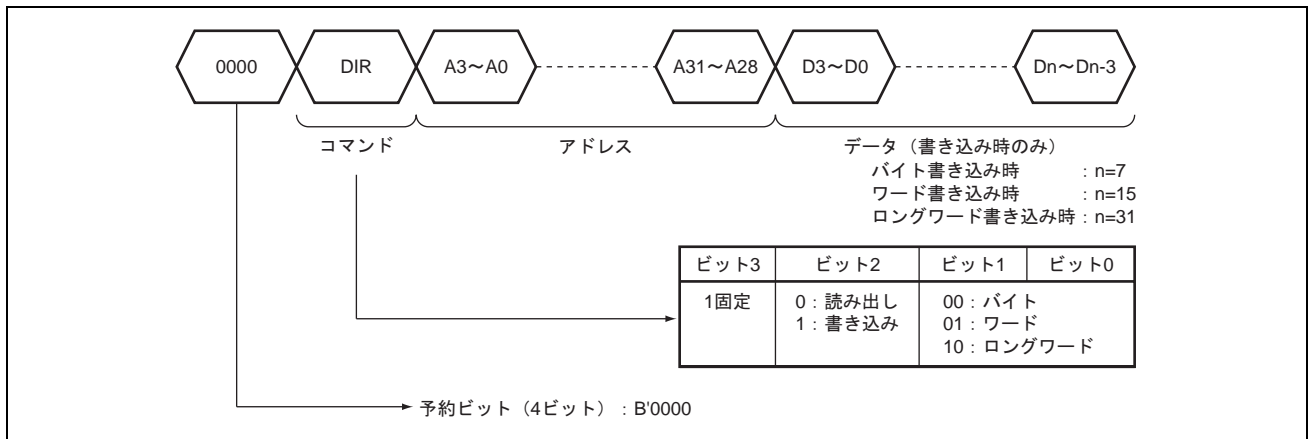 0000 DIR A3～A0 A31～A28 D3～D0 Dn～Dn-3
コマンド アドレス データ（書き込み時のみ）
バイト書き込み時 ：n=7
ワード書き込み時 ：n=15
ロングワード書き込み時：n=31
ビット3 ビット2 ビット1 ビット0
1固定 0：読み出し 00：バイト
1：書き込み 01：ワード
10：ロングワード
予約ビット（4ビット）：B'0000